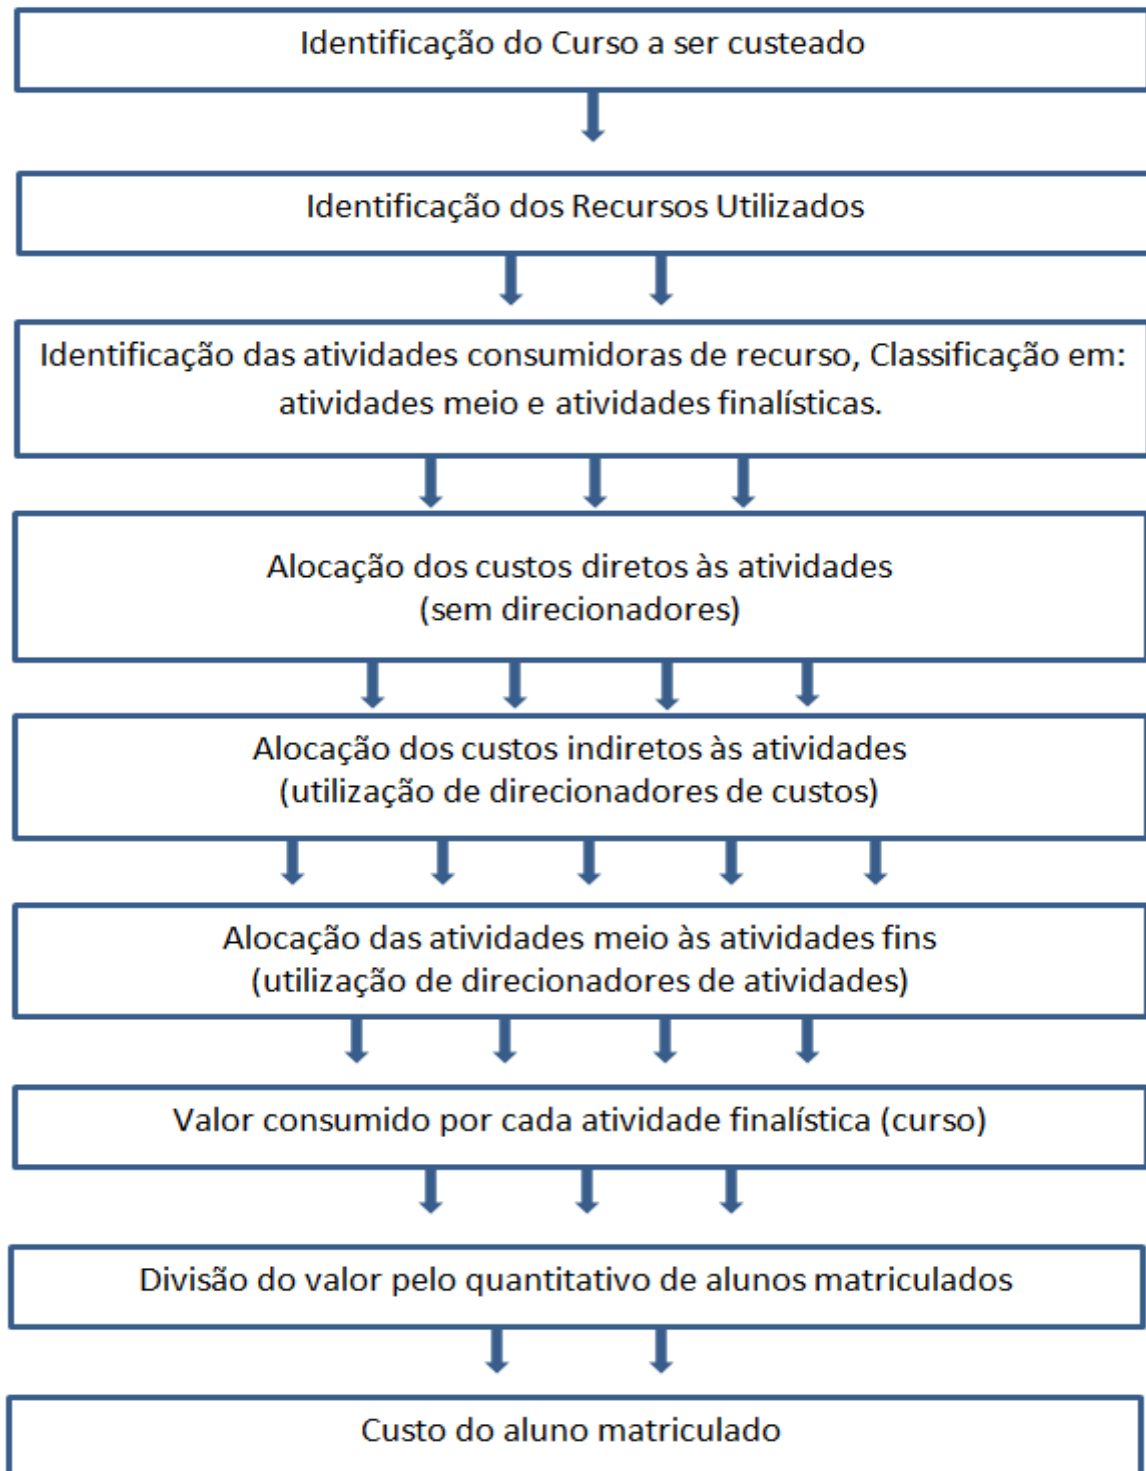 Identificação do Curso a ser custeado
Identificação dos Recursos Utilizados
Identificação das atividades consumidoras de recurso, Classificação em:
atividades meio e atividades finalísticas.
Alocação dos custos diretos às atividades
(sem direcionadores)
Alocação dos custos indiretos às atividades
(utilização de direcionadores de custos)
Alocação das atividades meio às atividades fins
(utilização de direcionadores de atividades)
Valor consumido por cada atividade finalística (curso)
Divisão do valor pelo quantitativo de alunos matriculados
Custo do aluno matriculado